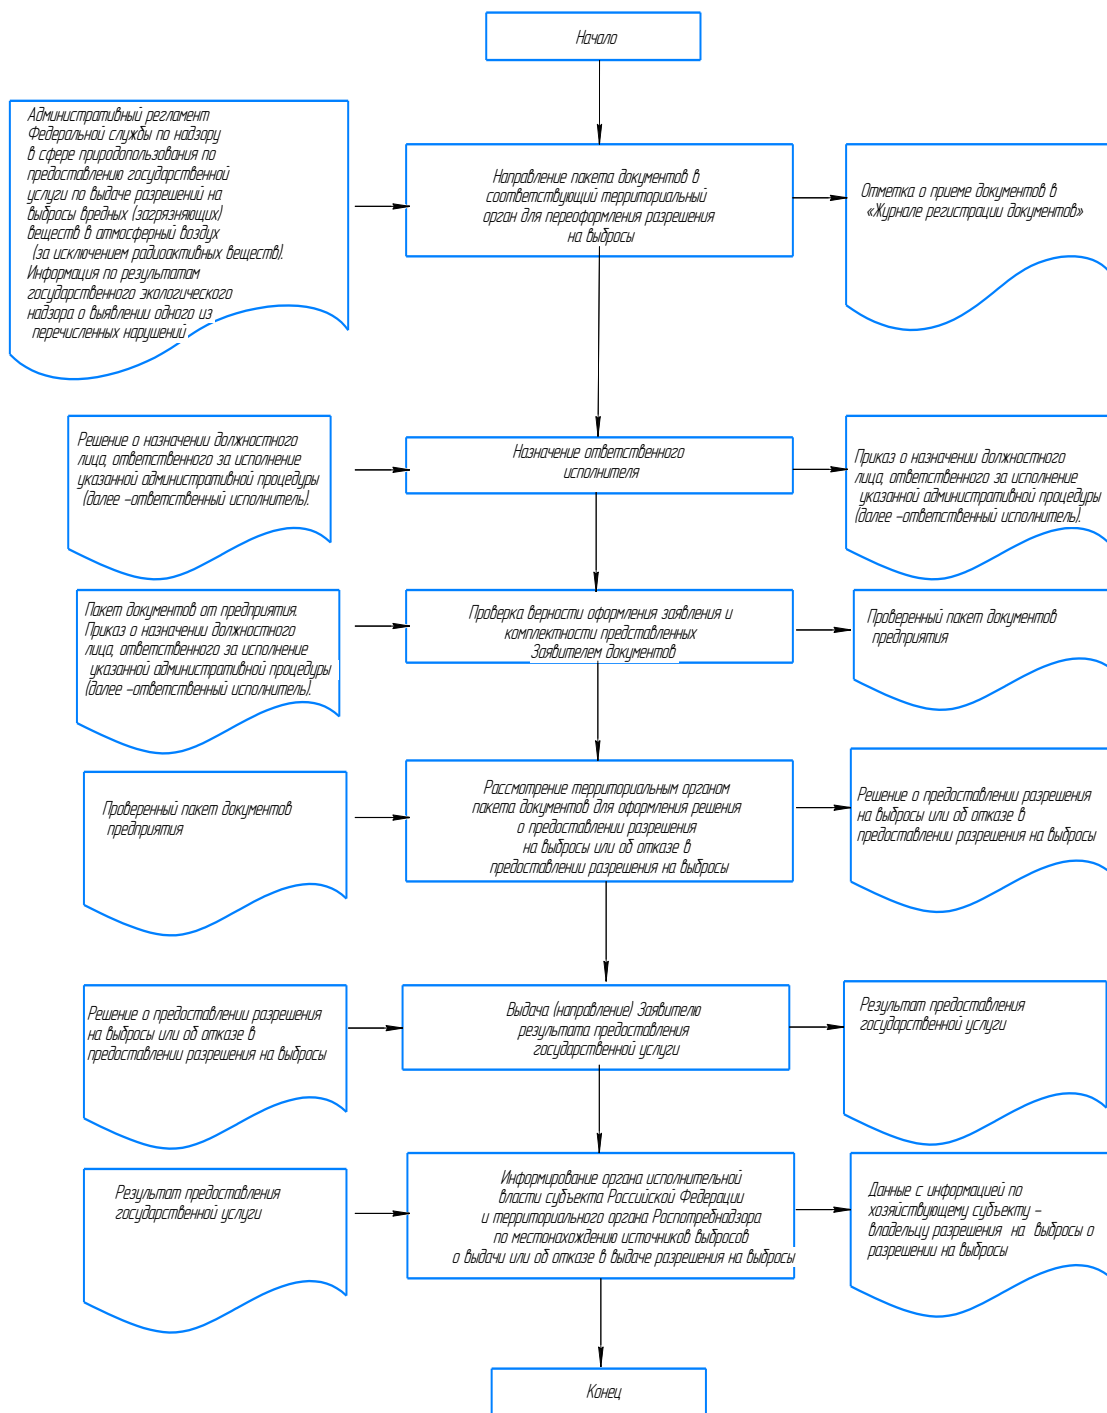 Начало
Административный регламент
Федеральной службы по надзору
в сфере природопользования по
предоставлению государственной
услуги по выдаче разрешений на
выбросы вредных (загрязняющих)
веществ в атмосферный воздух
(за исключением радиоактивных веществ).
Информация по результатам
государственного экологического
надзора о выявлении одного из
перечисленных нарушений
Направление пакета документов в
соответствующий территориальный
орган для переоформления разрешения
на выбросы
Отметка о приеме документов в
«Журнале регистрации документов»
Решение о назначении должностного
лица, ответственного за исполнение
указанной административной процедуры
(далее –ответственный исполнитель).
Назначение ответственного
исполнителя
Приказ о назначении должностного
лица, ответственного за исполнение
указанной административной процедуры
(далее –ответственный исполнитель).
Пакет документов от предприятия.
Приказ о назначении должностного
лица, ответственного за исполнение
указанной административной процедуры
(далее –ответственный исполнитель).
Проверка верности оформления заявления и
комплектности представленных
Заявителем документов
Проверенный пакет документов
предприятия
Проверенный пакет документов
предприятия
Рассмотрение территориальным органом
пакета документов для оформления решения
о предоставлении разрешения
на выбросы или об отказе в
предоставлении разрешения на выбросы
Решение о предоставлении разрешения
на выбросы или об отказе в
предоставлении разрешения на выбросы
Решение о предоставлении разрешения
на выбросы или об отказе в
предоставлении разрешения на выбросы
Выдача (направление) Заявителю
результата предоставления
государственной услуги
Результат предоставления
государственной услуги
Результат предоставления
государственной услуги
Информирование органа исполнительной
власти субъекта Российской Федерации
и территориального органа Роспотребнадзора
по местонахождению источников выбросов
о выдачи или об отказе в выдаче разрешения на выбросы
Данные с информацией по
хозяйствующему субъекту –
владельцу разрешения на выбросы о
разрешении на выбросы
Конец